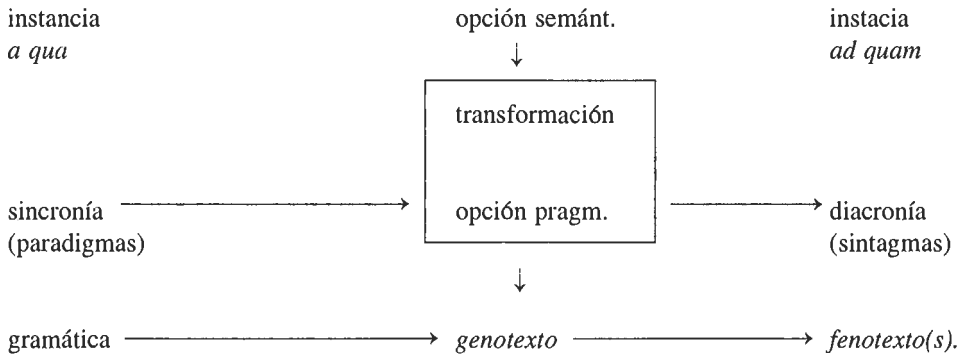 instancia opción semánt. instacia
a qua ad quam
transformación
sincronía opción pragm. diacronía
(paradigmas) (sintagmas)
gramática genotexto fenotexto(s).